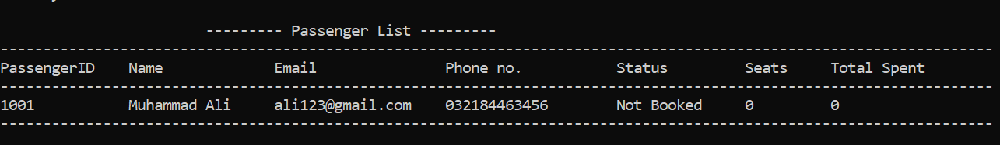 --------- Passenger List ---------
--------------------------------------------------------------------------------------------------------------------
PassengerID    Name             Email               Phone no.           Status         Seats     Total Spent
--------------------------------------------------------------------------------------------------------------------
1001           Muhammad Ali     ali123@gmail.com    032184463456        Not Booked     0         0
--------------------------------------------------------------------------------------------------------------------